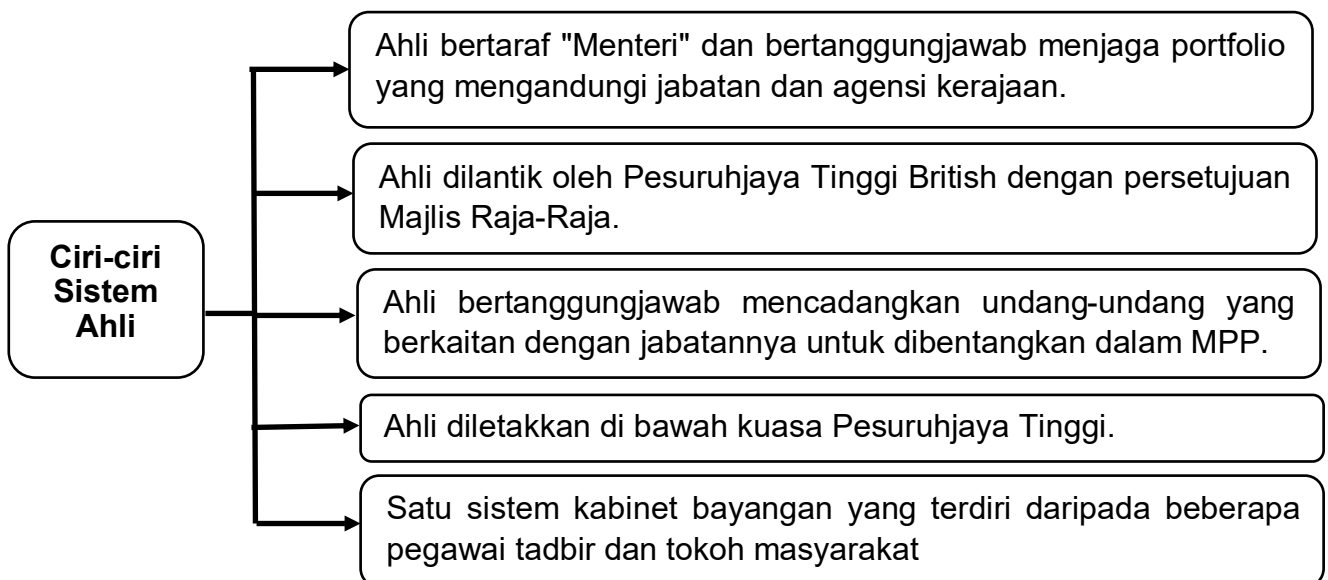 Ahli bertaraf "Menteri" dan bertanggungjawab menjaga portfolio
yang mengandungi jabatan dan agensi kerajaan.
Ahli dilantik oleh Pesuruhjaya Tinggi British dengan persetujuan
Majlis Raja-Raja.
Ciri-ciri
Sistem
Ahli
Ahli bertanggungjawab mencadangkan undang-undang yang
berkaitan dengan jabatannya untuk dibentangkan dalam MPP.
Ahli diletakkan di bawah kuasa Pesuruhjaya Tinggi.
Satu sistem kabinet bayangan yang terdiri daripada beberapa
pegawai tadbir dan tokoh masyarakat